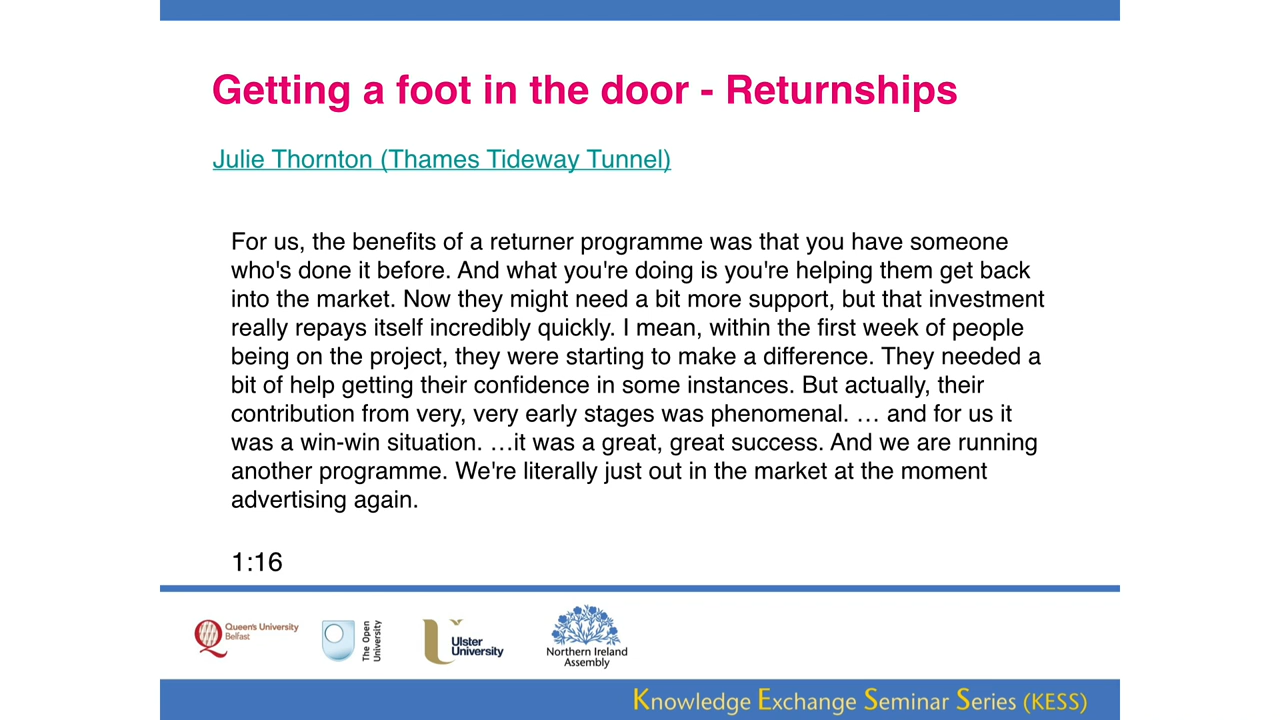 Getting a foot in the door - Returnships
Julie Thornton (Thames Tideway Tunnel)
For us, the benefits of a returner programme was that you have someone
who's done it before. And what you're doing is you're helping them get back
into the market. Now they might need a bit more support, but that investment
really repays itself incredibly quickly. I mean, within the first week of people
being on the project, they were starting to make a difference. They needed a
bit of help getting their confidence in some instances. But actually, their
contribution from very, very early stages was phenomenal. … and for us it
was a win-win situation. …it was a great, great success. And we are running
another programme. We're literally just out in the market at the moment
advertising again.
1:16
Queen's University
Belfast
The Open
University
Ulster
University
Northern Ireland
Assembly
Knowledge Exchange Seminar Series (KESS)